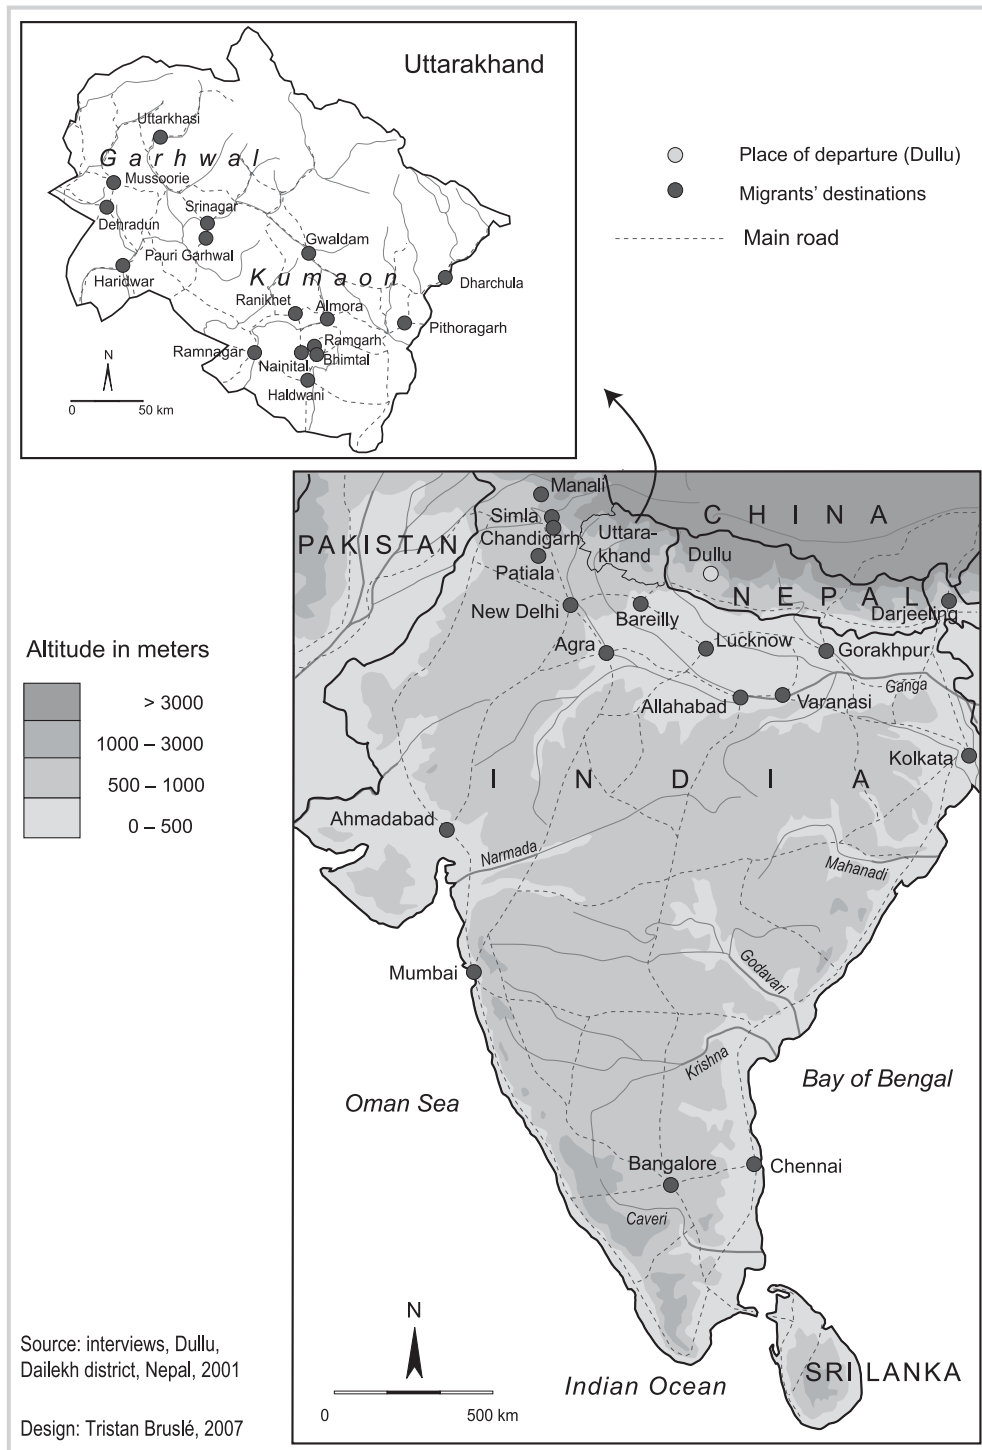 Uttarakhand
Uttarkhasi
Garhwal
Mussoorie
Srinagar
Dehradun
Pauri Garhwal
Gwaldam
Haridwar
Kumaon
Dharchula
Ranikhet
Almora
Pithoragarh
Ramgarh
Ramnagar
Nainital
Bhimtal
Haldwani
N
0 50 km
Place of departure (Dullu)
Migrants' destinations
Main road
Manali
CHINA
Simla
PAKISTAN
Chandigarh
Uttara-
khand
Dullu
Patiala
NEPAL
New Delhi
Bareilly
Darjeeling
Agra
Lucknow
Gorakhpur
Ganga
Allahabad
Varanasi
Kolkata
INDIA
Ahmadabad
Narmada
Mahanadi
Mumbai
Godavari
Krishna
Bay of Bengal
Oman Sea
Bangalore
Chennai
Caveri
N
0 500 km
Indian Ocean
SRI LANKA
Altitude in meters
> 3000
1000 – 3000
500 – 1000
0 – 500
Source: interviews, Dullu,
Dailekh district, Nepal, 2001
Design: Tristan Bruslé, 2007